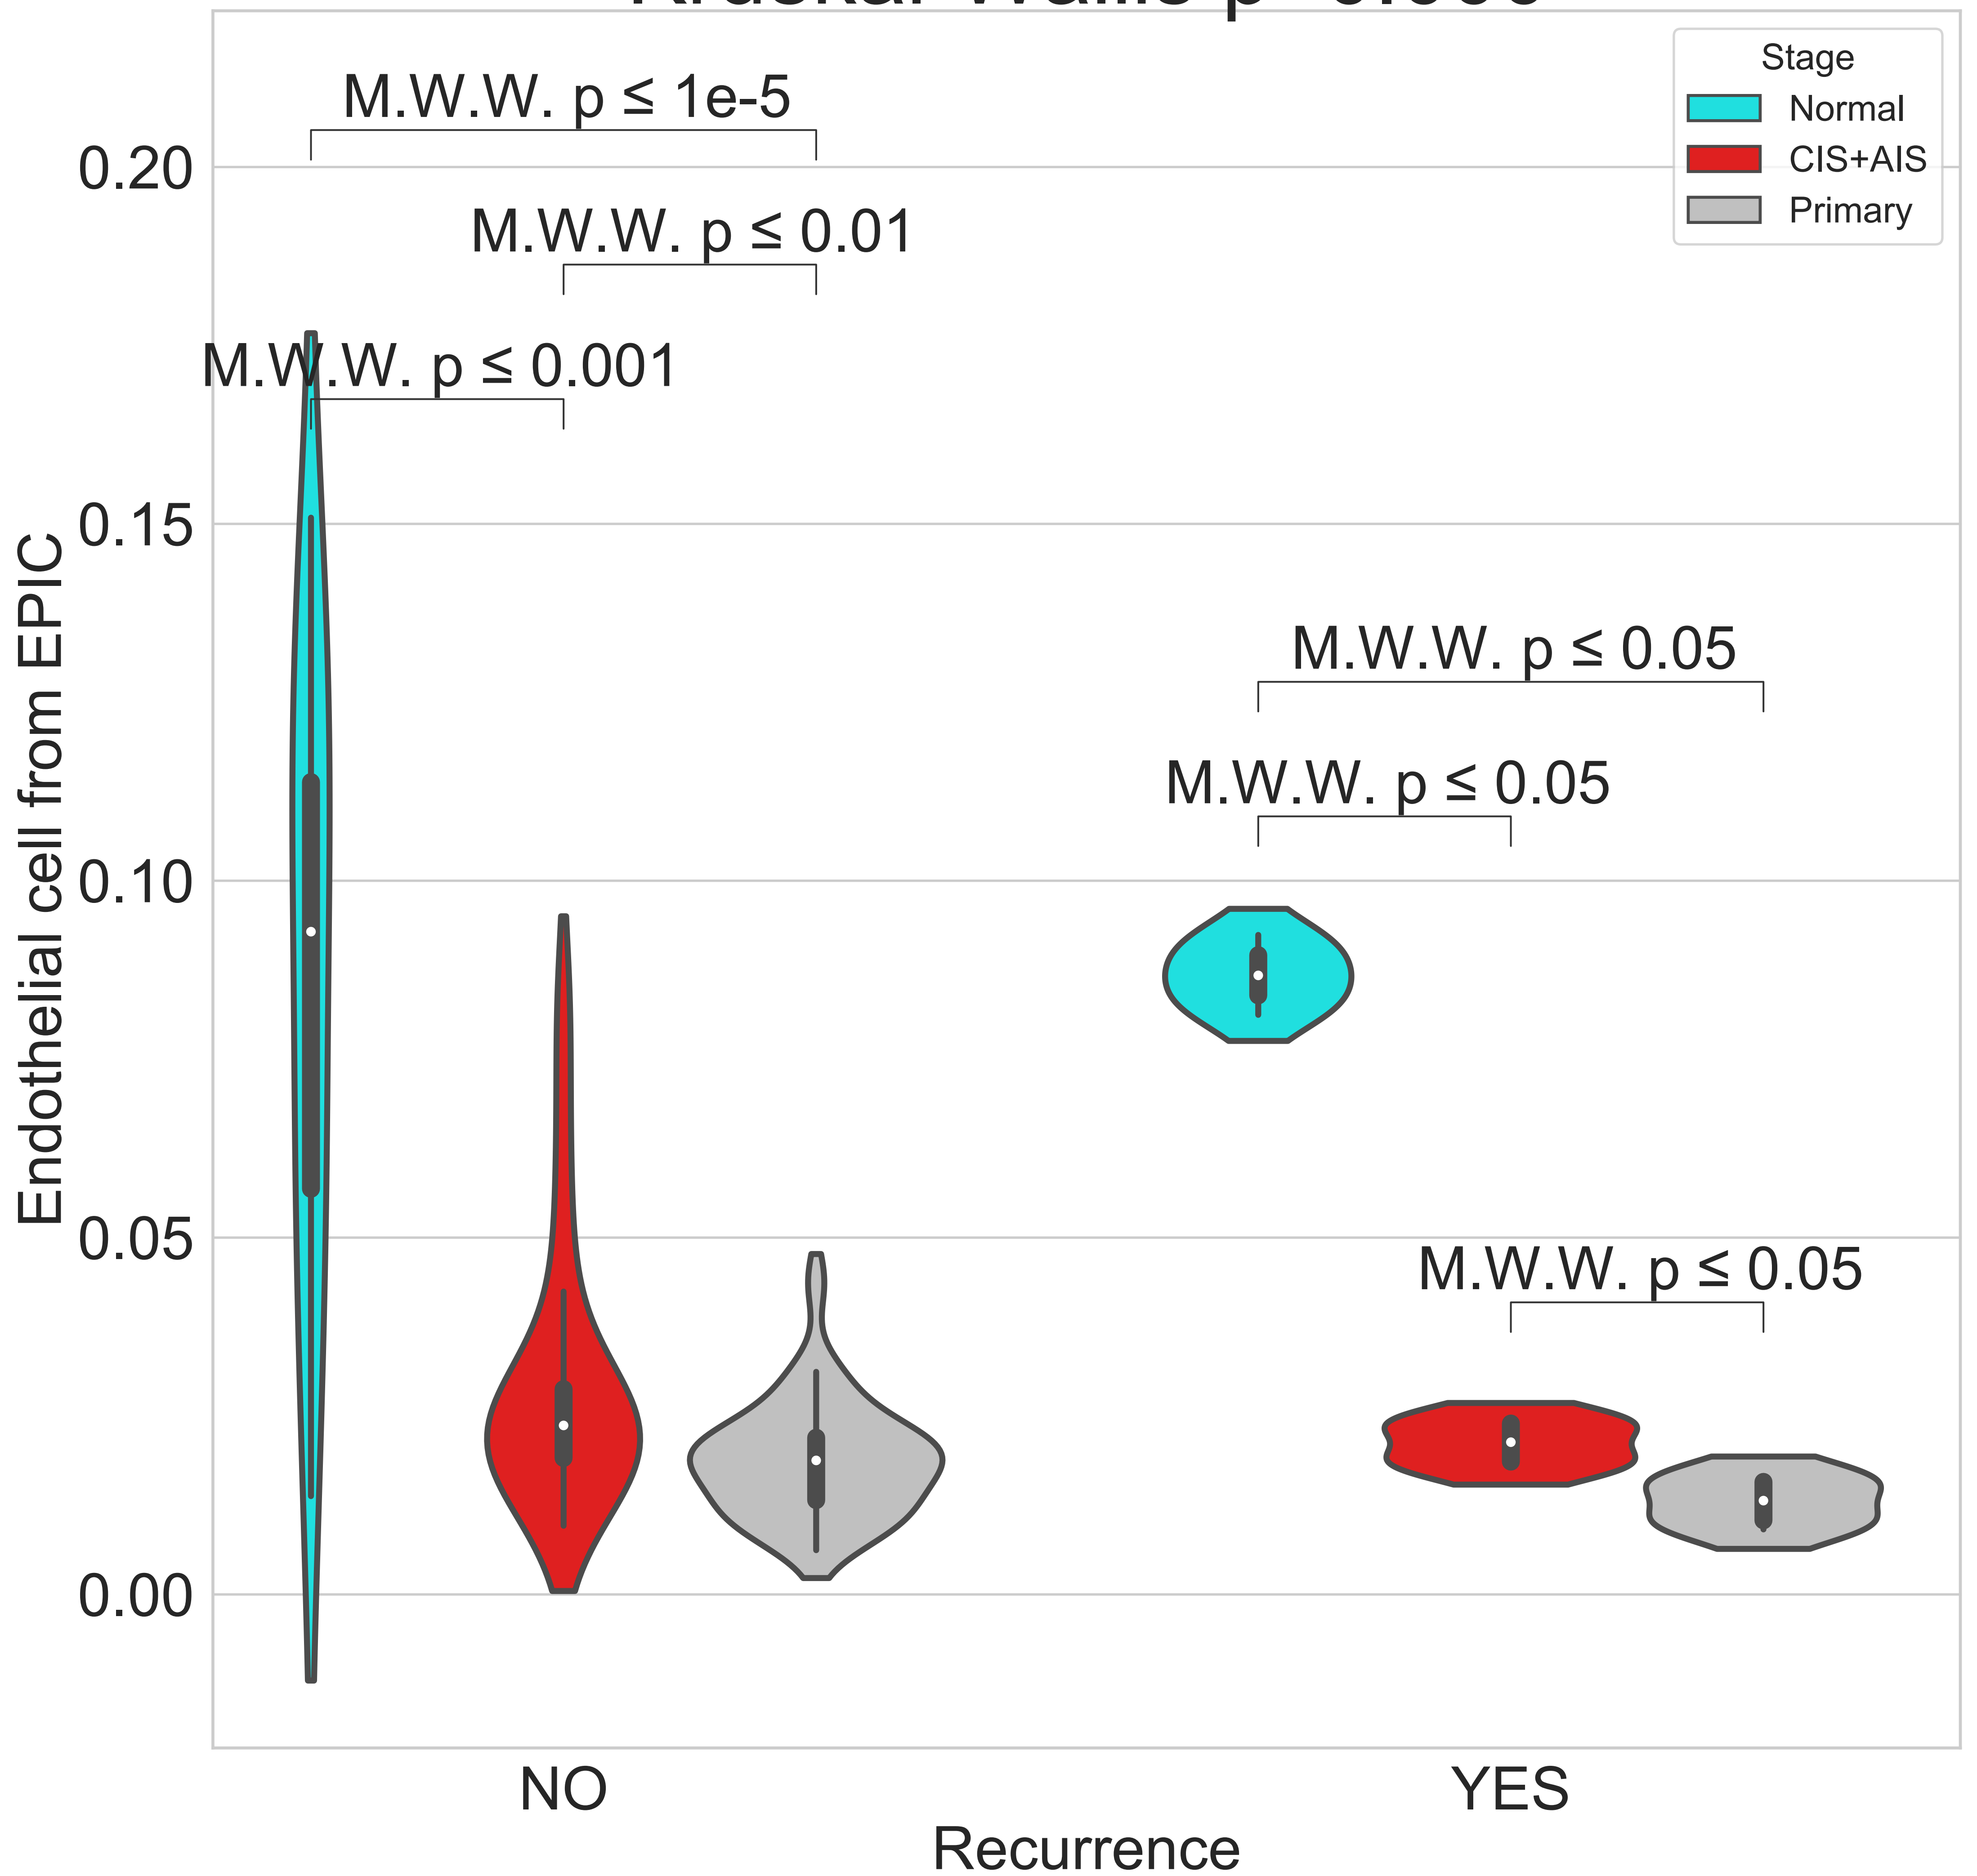 Stage
Normal
CIS+AIS
Primary
M.W.W. p ≤ 1e-5
M.W.W. p ≤ 0.01
M.W.W. p ≤ 0.001
M.W.W. p ≤ 0.05
M.W.W. p ≤ 0.05
M.W.W. p ≤ 0.05
0.20
0.15
0.10
0.05
0.00
Endothelial cell from EPIC
NO
YES
Recurrence